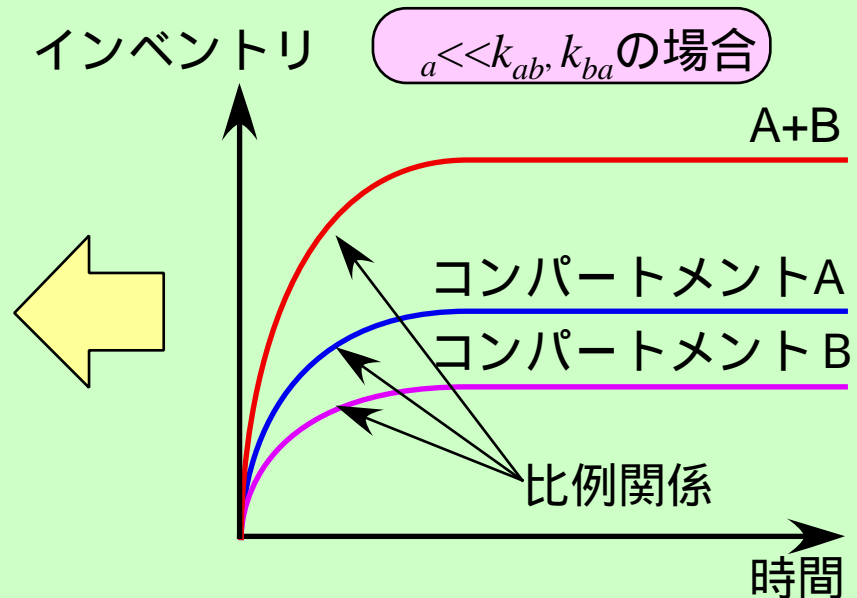 インベントリ
a<<kab, kbaの場合
A+B
コンパートメントA
コンパートメントB
比例関係
時間